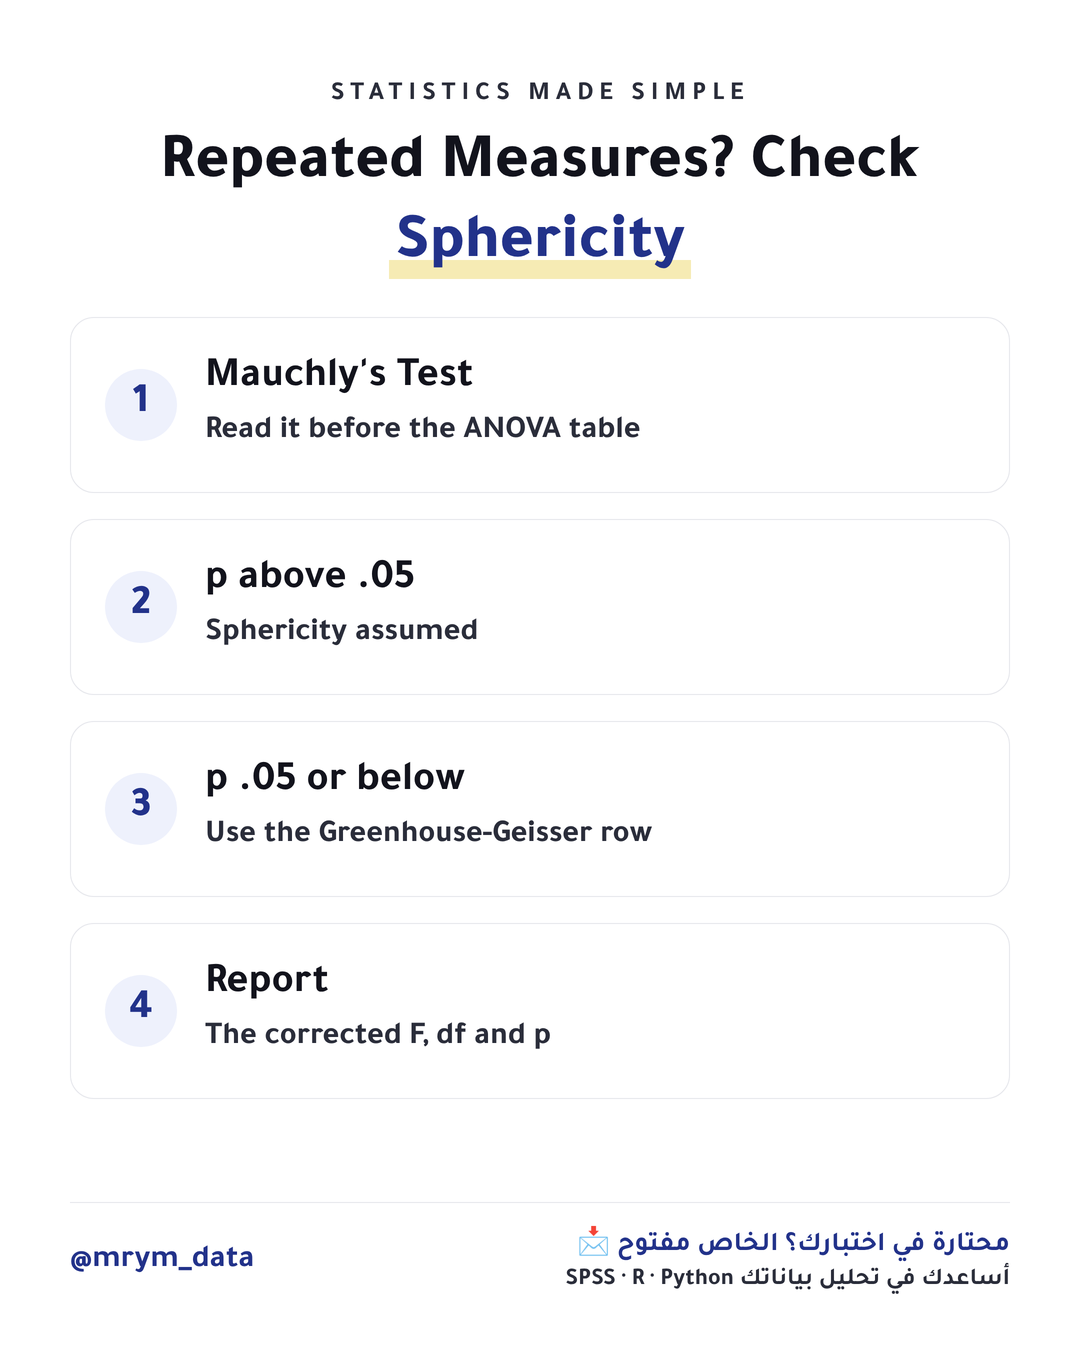 STATISTICS MADE SIMPLE
Repeated Measures? Check
Sphericity
1
Mauchly's Test
Read it before the ANOVA table
2
p above .05
Sphericity assumed
3
p .05 or below
Use the Greenhouse-Geisser row
4
Report
The corrected F, df and p
@mrym_data
محتارة في اختبارك؟ الخاص مفتوح 📩
أساعدك في تحليل بياناتك SPSS · R · Python